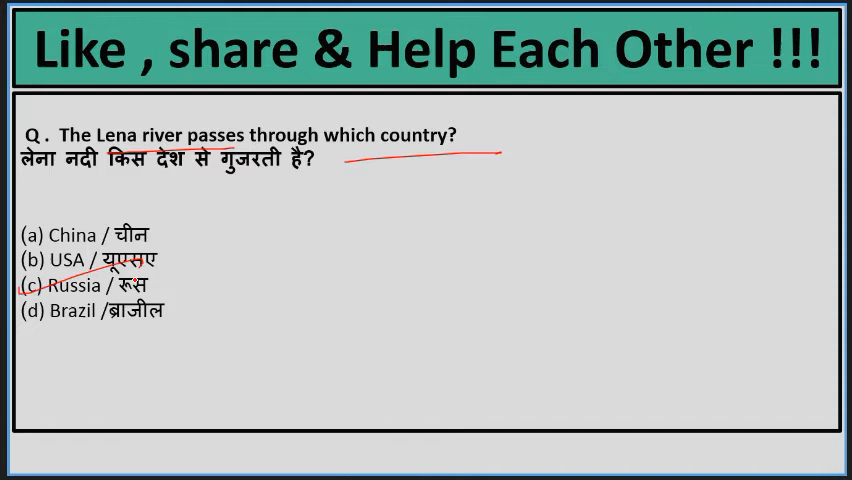 Like , share & Help Each Other !!!
Q . The Lena river passes through which country?
लेना नदी किस देश से गुजरती है?
(a) China / चीन
(b) USA / यूएसए
(c) Russia / रूस
(d) Brazil /ब्राजील